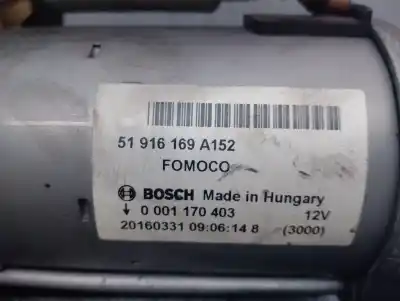 51 916 169 A152
FOMOCO
BOSCH Made in Hungary
↓ 0 001 170 403 12V
20160331 09:06:14 8 (3000)